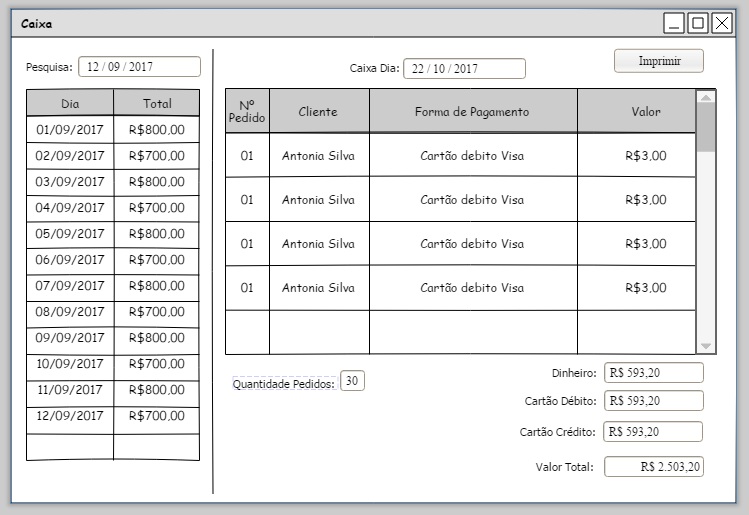 Caixa
Pesquisa: 12 / 09 / 2017
Dia Total
01/09/2017 R$800,00
02/09/2017 R$700,00
03/09/2017 R$800,00
04/09/2017 R$700,00
05/09/2017 R$800,00
06/09/2017 R$700,00
07/09/2017 R$800,00
08/09/2017 R$700,00
09/09/2017 R$800,00
10/09/2017 R$700,00
11/09/2017 R$800,00
12/09/2017 R$700,00
Caixa Dia: 22 / 10 / 2017
Imprimir
Nº Pedido Cliente Forma de Pagamento Valor
01 Antonia Silva Cartão debito Visa R$3,00
01 Antonia Silva Cartão debito Visa R$3,00
01 Antonia Silva Cartão debito Visa R$3,00
01 Antonia Silva Cartão debito Visa R$3,00
Quantidade Pedidos: 30
Dinheiro: R$ 593,20
Cartão Débito: R$ 593,20
Cartão Crédito: R$ 593,20
Valor Total: R$ 2.503,20